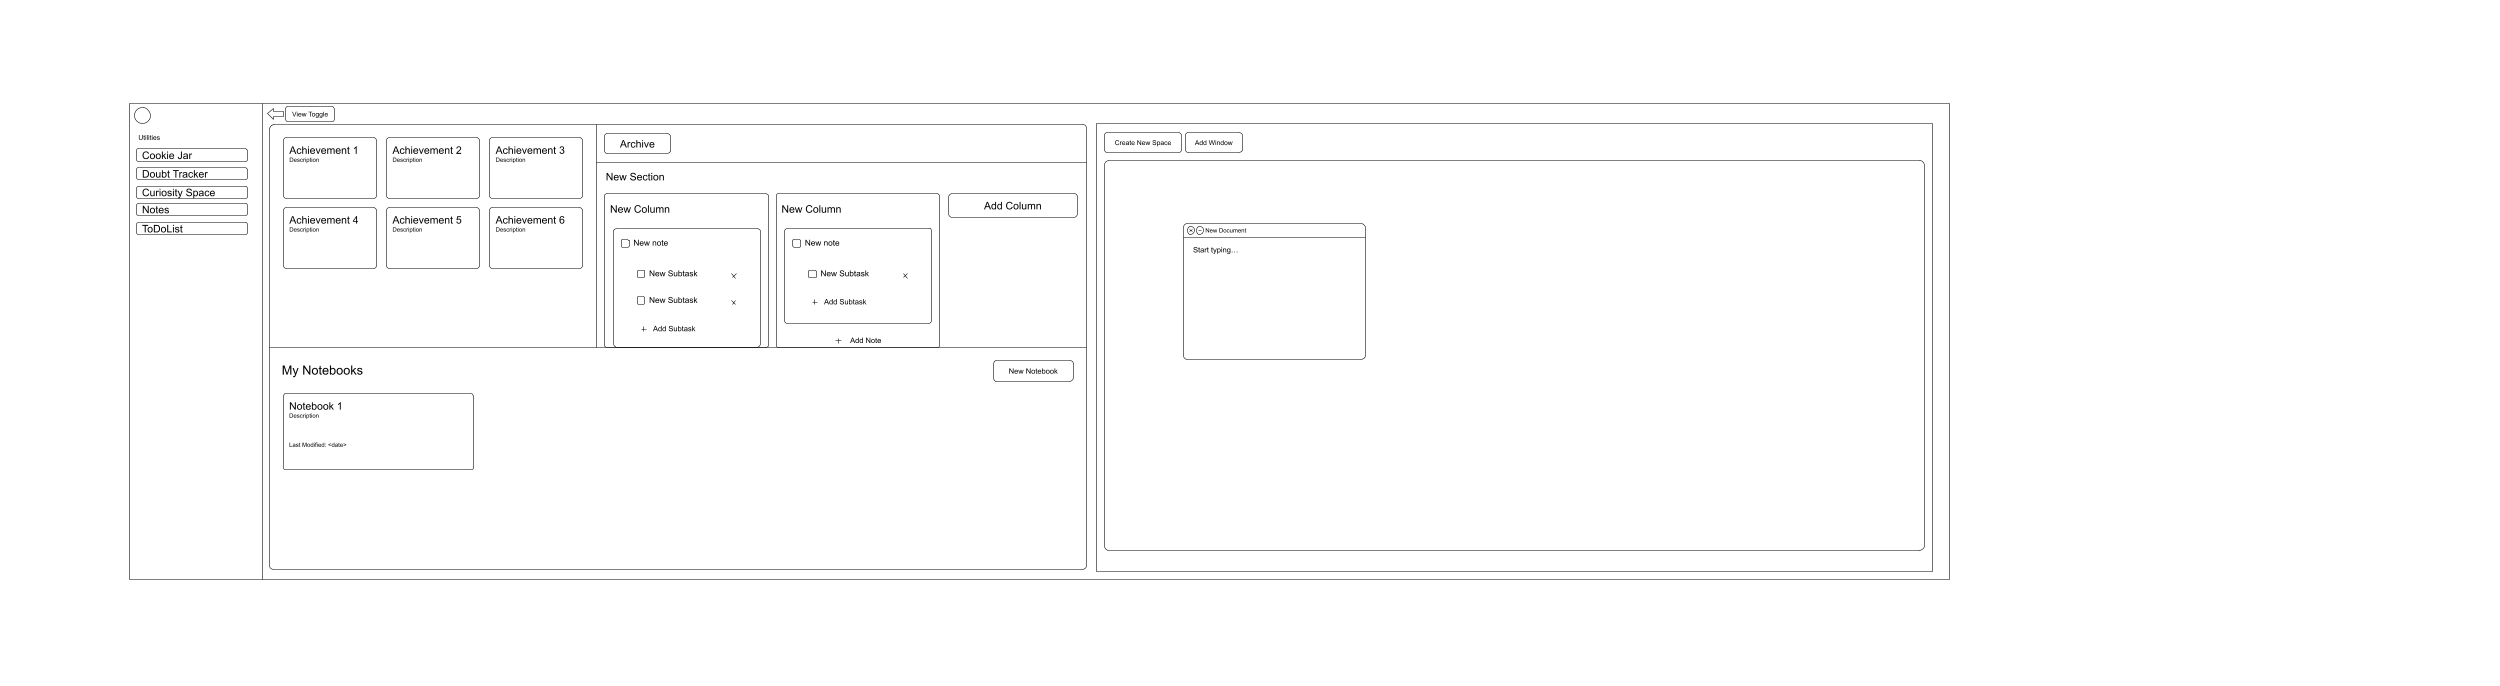 View Toggle
Utilities
Cookie Jar
Doubt Tracker
Curiosity Space
Notes
ToDoList
Achievement 1
Description
Achievement 2
Description
Achievement 3
Description
Achievement 4
Description
Achievement 5
Description
Achievement 6
Description
Archive
New Section
New Column
New note
New Subtask
New Subtask
+ Add Subtask
New Column
New note
New Subtask
+ Add Subtask
+ Add Note
Add Column
My Notebooks
New Notebook
Notebook 1
Description
Last Modified: <date>
Create New Space
Add Window
New Document
Start typing...